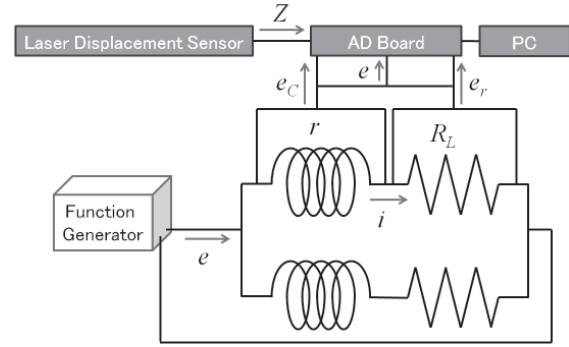 Z
Laser Displacement Sensor
AD Board
PC
e_C
e
e_r
r
R_L
Function
Generator
i
e